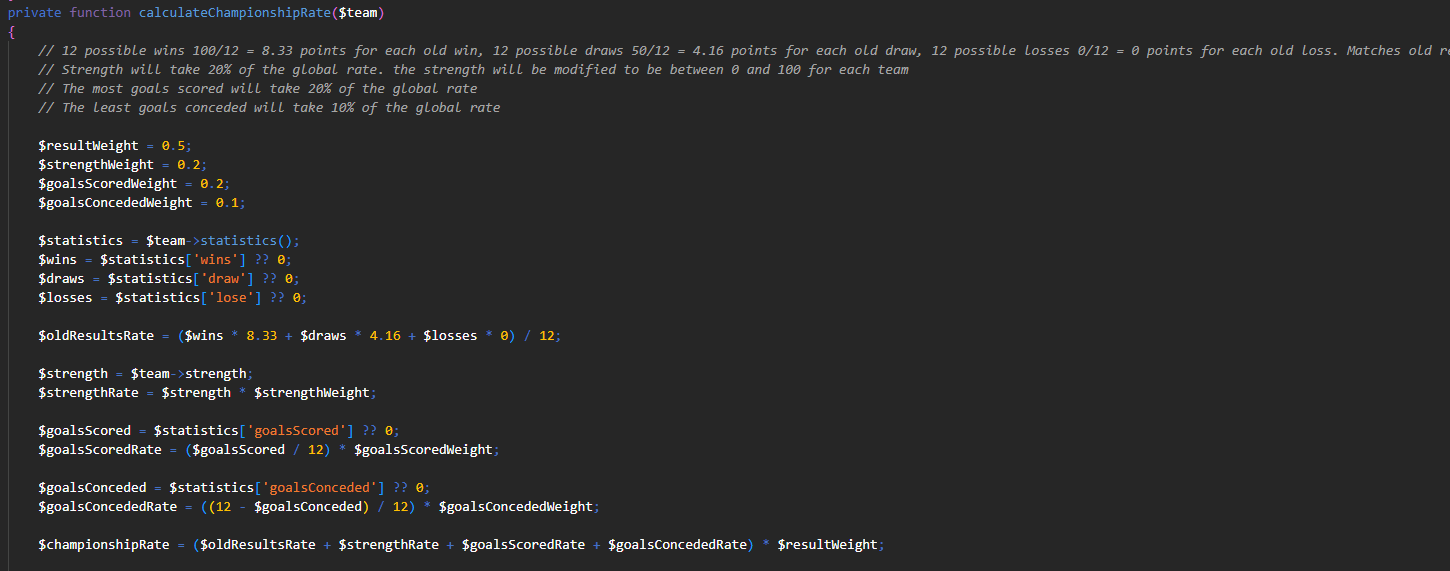 private function calculateChampionshipRate($team)
{
// 12 possible wins 100/12 = 8.33 points for each old win, 12 possible draws 50/12 = 4.16 points for each old draw, 12 possible losses 0/12 = 0 points for each old loss. Matches old
// Strength will take 20% of the global rate. the strength will be modified to be between 0 and 100 for each team
// The most goals scored will take 20% of the global rate
// The least goals conceded will take 10% of the global rate
$resultWeight = 0.5;
$strengthWeight = 0.2;
$goalsScoredWeight = 0.2;
$goalsConcededWeight = 0.1;
$statistics = $team->statistics();
$wins = $statistics['wins'] ?? 0;
$draws = $statistics['draw'] ?? 0;
$losses = $statistics['lose'] ?? 0;
$oldResultsRate = ($wins * 8.33 + $draws * 4.16 + $losses * 0) / 12;
$strength = $team->strength;
$strengthRate = $strength * $strengthWeight;
$goalsScored = $statistics['goalsScored'] ?? 0;
$goalsScoredRate = ($goalsScored / 12) * $goalsScoredWeight;
$goalsConceded = $statistics['goalsConceded'] ?? 0;
$goalsConcededRate = ((12 - $goalsConceded) / 12) * $goalsConcededWeight;
$championshipRate = ($oldResultsRate + $strengthRate + $goalsScoredRate + $goalsConcededRate) * $resultWeight;